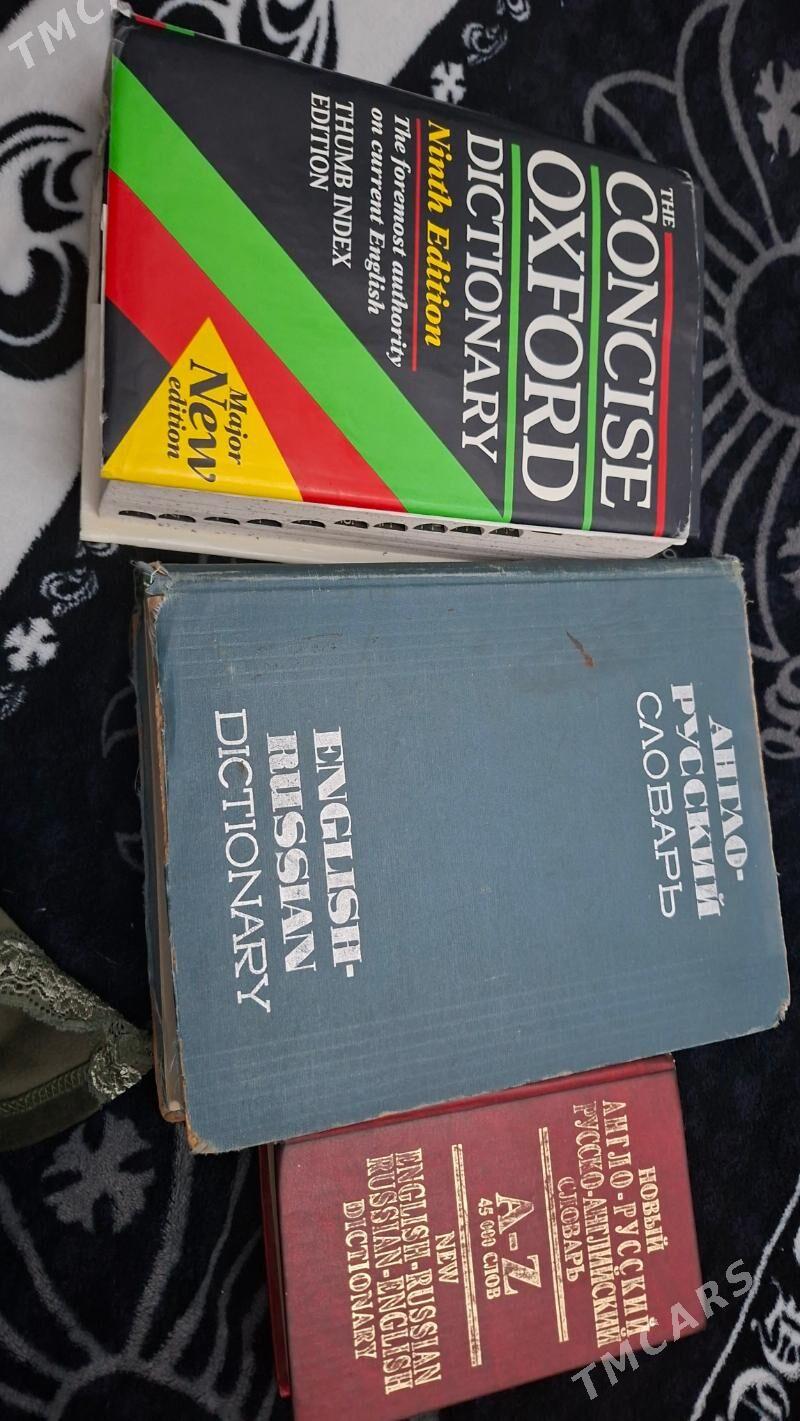 TMCARS
THE
CONCISE
OXFORD
DICTIONARY
Ninth Edition
The foremost authority
on current English
THUMB INDEX
EDITION
Major
New
edition
АНГЛО-
РУССКИЙ
СЛОВАРЬ
ENGLISH-
RUSSIAN
DICTIONARY
НОВЫЙ
АНГЛО-РУССКИЙ
РУССКО-АНГЛИЙСКИЙ
СЛОВАРЬ
A-Z
45 000 СЛОВ
NEW
ENGLISH-RUSSIAN
RUSSIAN-ENGLISH
DICTIONARY